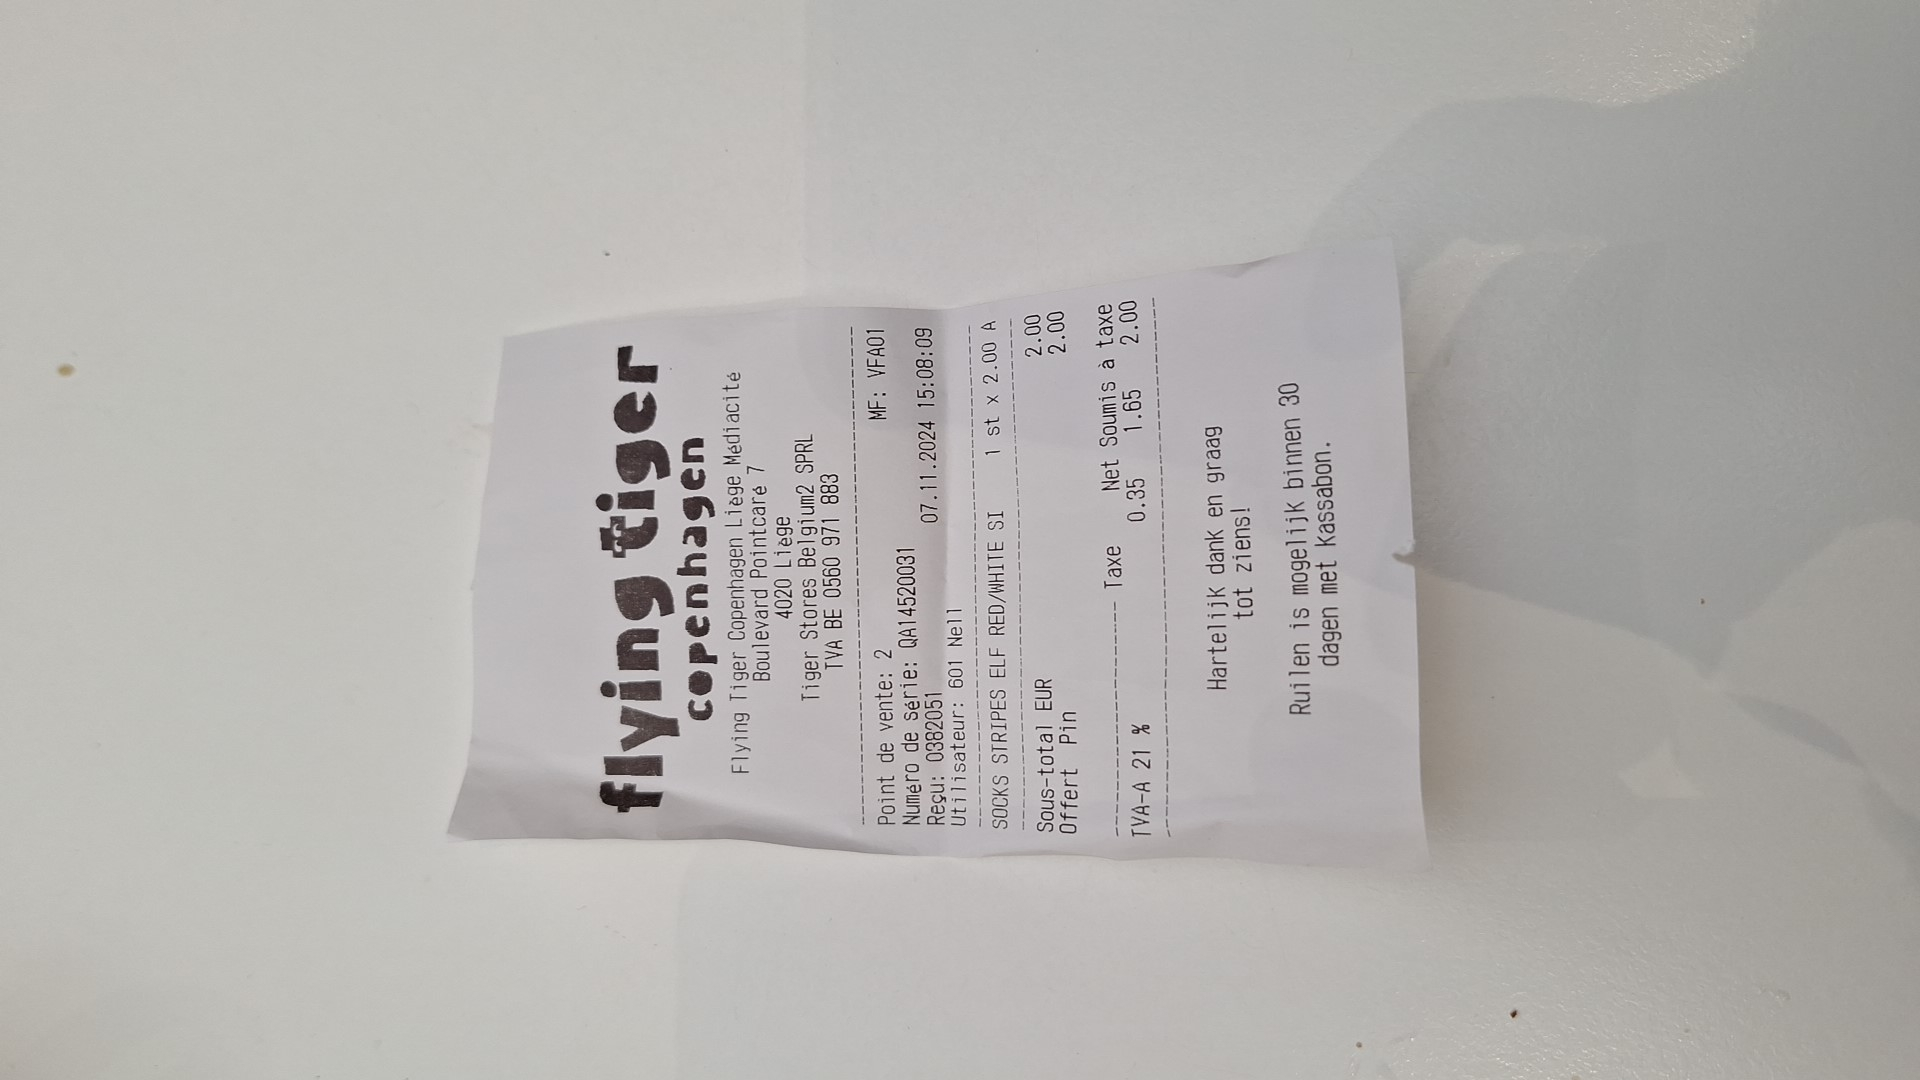 flying tiger
copenhagen
Flying Tiger Copenhagen Liège Médiacité
Boulevard Pointcaré 7
4020 Liège
Tiger Stores Belgium2 SPRL
TVA BE 0560 971 883
Point de vente: 2 MF: VFA01
Numéro de série: QA14520031
Reçu: 0382051 07.11.2024 15:08:09
Utilisateur: 601 Nell
SOCKS STRIPES ELF RED/WHITE SI 1 st x 2.00 A
Sous-total EUR 2.00
Offert Pin 2.00
Taxe Net Soumis à taxe
TVA-A 21 % 0.35 1.65 2.00
Hartelijk dank en graag
tot ziens!
Ruilen is mogelijk binnen 30
dagen met kassabon.